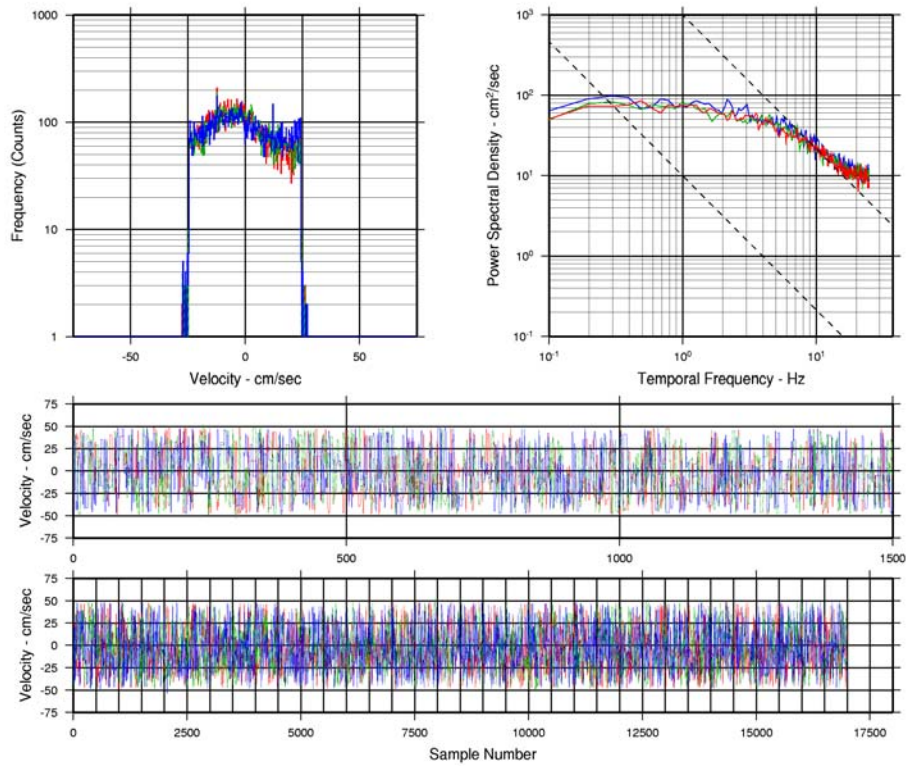 1000
100
10
1
Frequency (Counts)
-50 0 50
Velocity - cm/sec
10³
10²
10¹
10⁰
10⁻¹
Power Spectral Density - cm²/sec
10⁻¹ 10⁰ 10¹
Temporal Frequency - Hz
75
50
25
0
-25
-50
-75
Velocity - cm/sec
0 500 1000 1500
75
50
25
0
-25
-50
-75
Velocity - cm/sec
0 2500 5000 7500 10000 12500 15000 17500
Sample Number